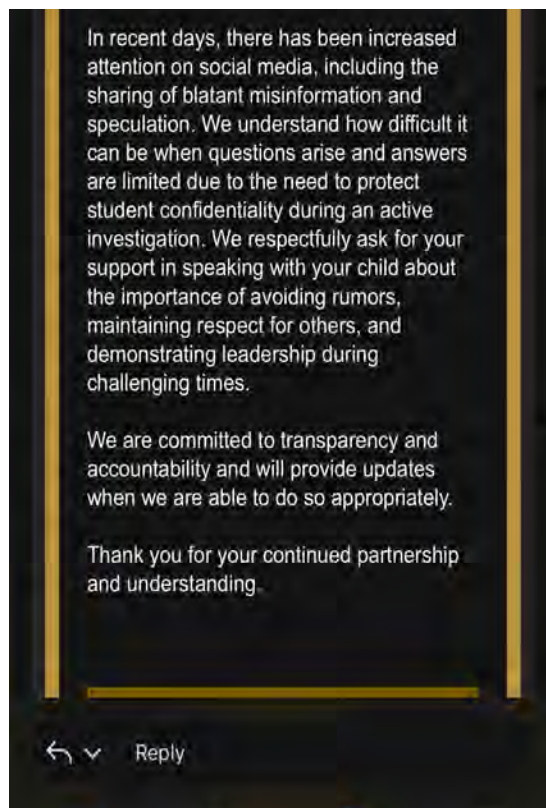 In recent days, there has been increased
attention on social media, including the
sharing of blatant misinformation and
speculation. We understand how difficult it
can be when questions arise and answers
are limited due to the need to protect
student confidentiality during an active
investigation. We respectfully ask for your
support in speaking with your child about
the importance of avoiding rumors,
maintaining respect for others, and
demonstrating leadership during
challenging times.
We are committed to transparency and
accountability and will provide updates
when we are able to do so appropriately.
Thank you for your continued partnership
and understanding.
Reply